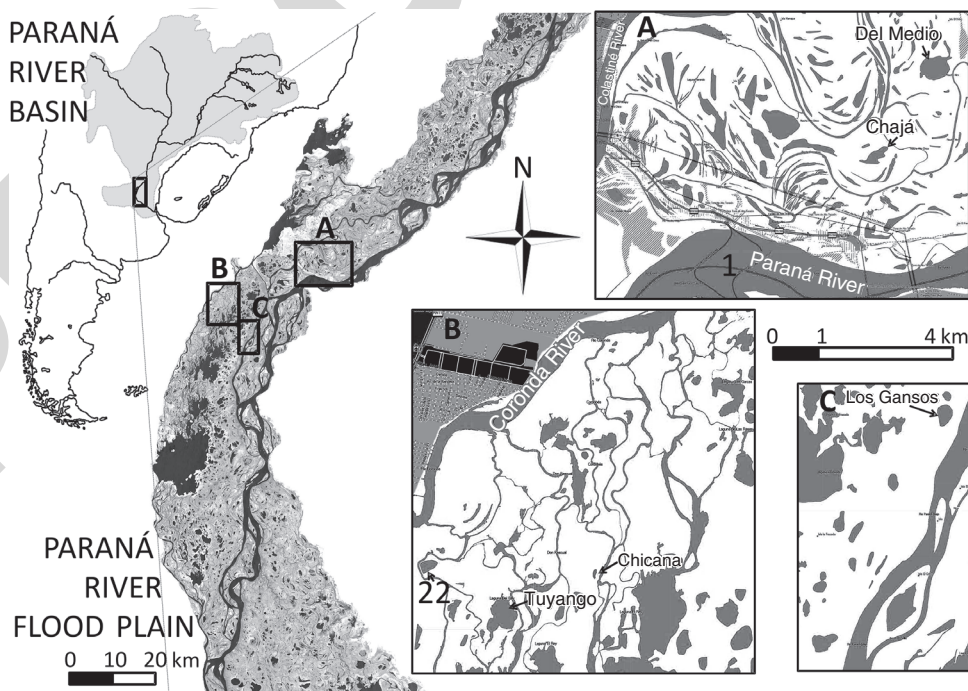 PARANÁ
RIVER
BASIN
A
B
C
N
PARANÁ
RIVER
FLOOD PLAIN
0 10 20 km
A
Colastiné River
Del Medio
Chajá
1
Paraná River
B
Coronda River
Chicana
22
Tuyango
0 1 4 km
C
Los Gansos